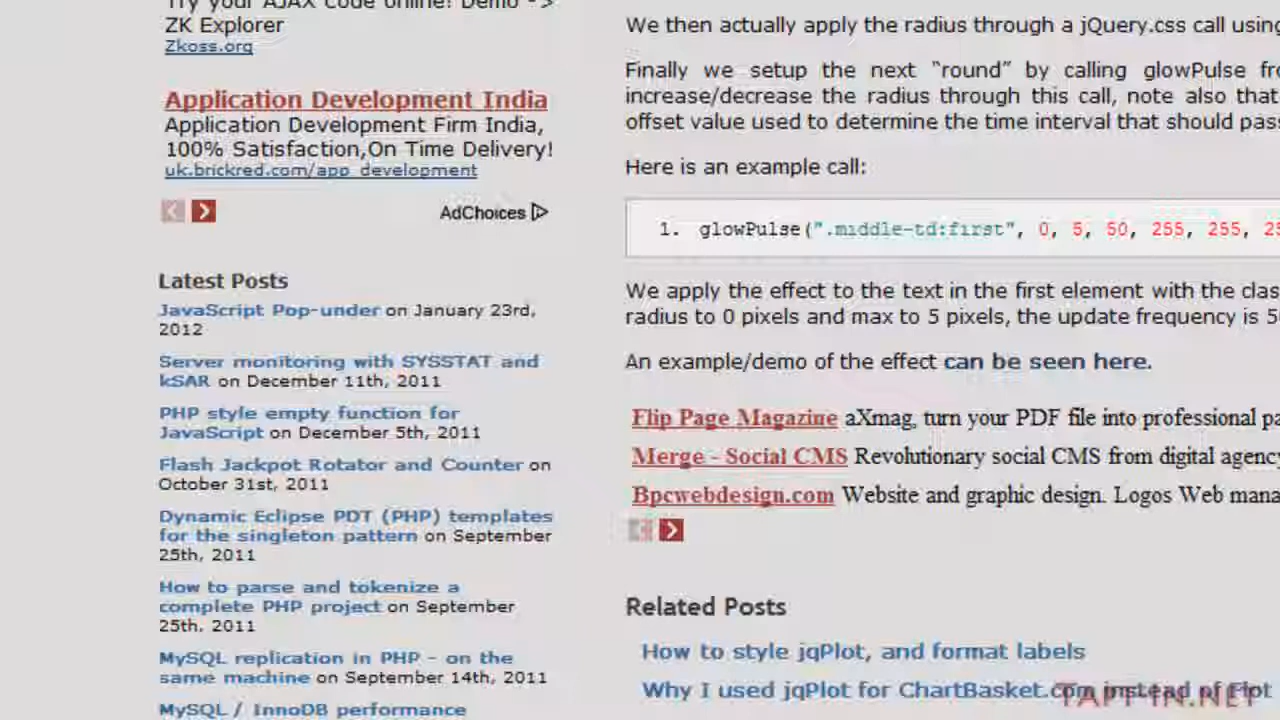 Try your AJAX code online! Demo ->
ZK Explorer
Zkoss.org
Application Development India
Application Development Firm India,
100% Satisfaction,On Time Delivery!
uk.brickred.com/app_development
AdChoices
Latest Posts
JavaScript Pop-under on January 23rd,
2012
Server monitoring with SYSSTAT and
kSAR on December 11th, 2011
PHP style empty function for
JavaScript on December 5th, 2011
Flash Jackpot Rotator and Counter on
October 31st, 2011
Dynamic Eclipse PDT (PHP) templates
for the singleton pattern on September
25th, 2011
How to parse and tokenize a
complete PHP project on September
25th, 2011
MySQL replication in PHP - on the
same machine on September 14th, 2011
MySQL / InnoDB performance
We then actually apply the radius through a jQuery.css call using
Finally we setup the next “round” by calling glowPulse fro
increase/decrease the radius through this call, note also that
offset value used to determine the time interval that should pas
Here is an example call:
1. glowPulse(".middle-td:first", 0, 5, 50, 255, 255, 25
We apply the effect to the text in the first element with the clas
radius to 0 pixels and max to 5 pixels, the update frequency is 5
An example/demo of the effect can be seen here.
Flip Page Magazine aXmag, turn your PDF file into professional pa
Merge - Social CMS Revolutionary social CMS from digital agency
Bpcwebdesign.com Website and graphic design. Logos Web mana
Related Posts
How to style jqPlot, and format labels
Why I used jqPlot for ChartBasket.com instead of Flot
TAPT-IN.NET